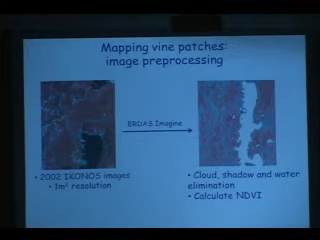 Mapping vine patches:
image preprocessing
ERDAS Imagine
• 2002 IKONOS images
• 1m² resolution
• Cloud, shadow and water
elimination
• Calculate NDVI